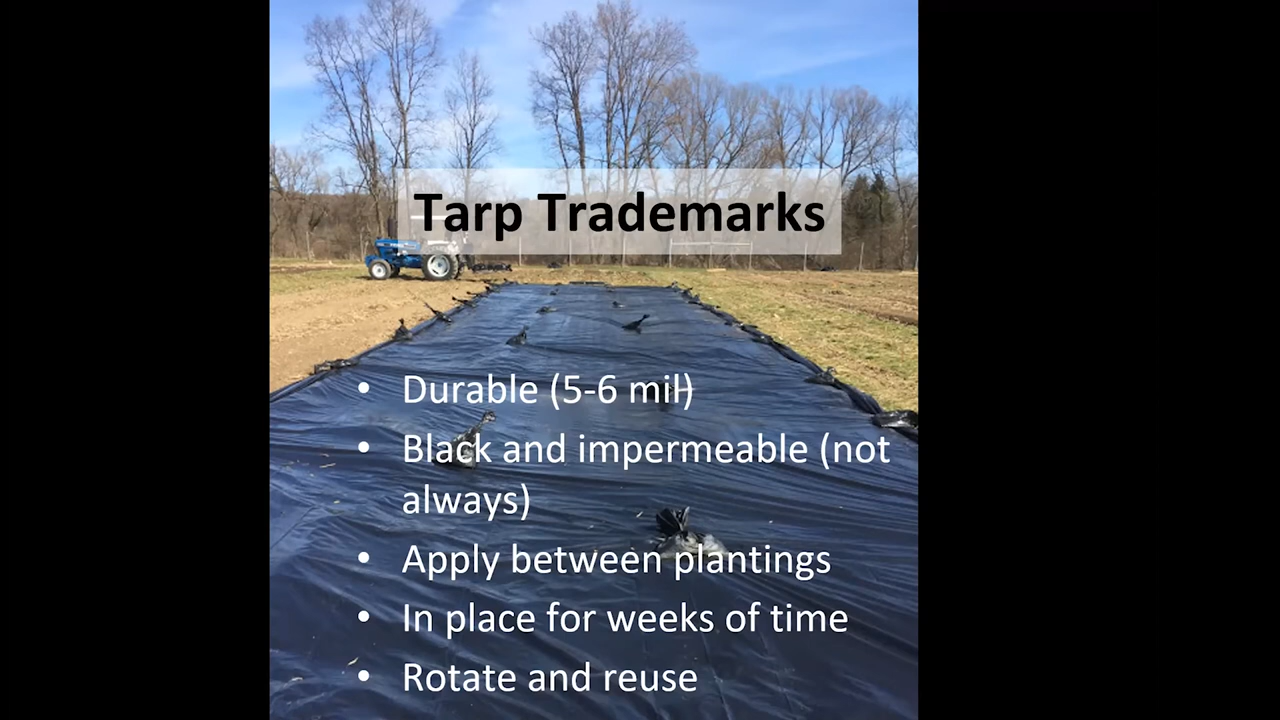 Tarp Trademarks
• Durable (5-6 mil)
• Black and impermeable (not
always)
• Apply between plantings
• In place for weeks of time
• Rotate and reuse